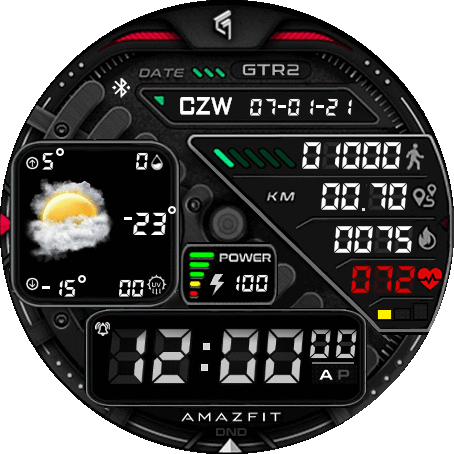 DATE GTR2
CZW 07-01-21
01000
KM 00.70
0075
072
5° 0
-23°
-15° 00 UV
POWER
100
12:00 00
A P
AMAZFIT
DND